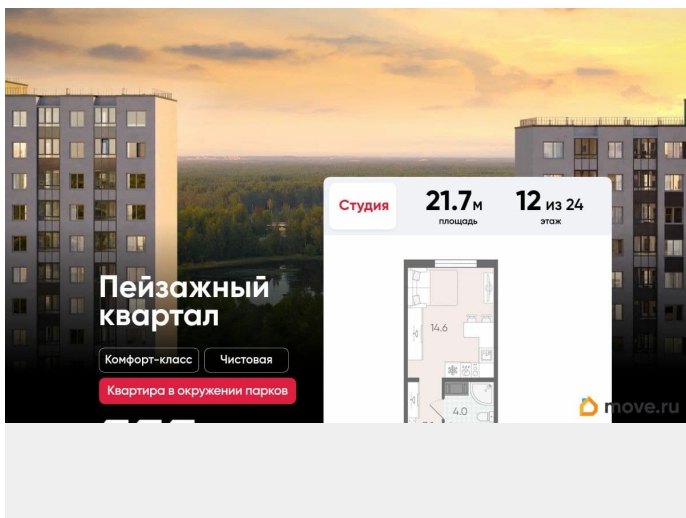 Студия
21.7 м
площадь
12 из 24
этаж
Пейзажный
квартал
Комфорт-класс
Чистовая
Квартира в окружении парков
14.6
4.0
move.ru